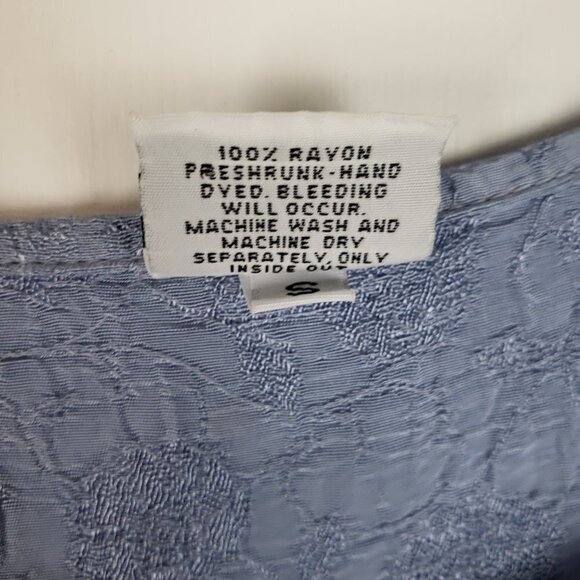 100% RAYON
PRESHRUNK-HAND
DYED. BLEEDING
WILL OCCUR.
MACHINE WASH AND
MACHINE DRY
SEPARATELY, ONLY
INSIDE OUT
S